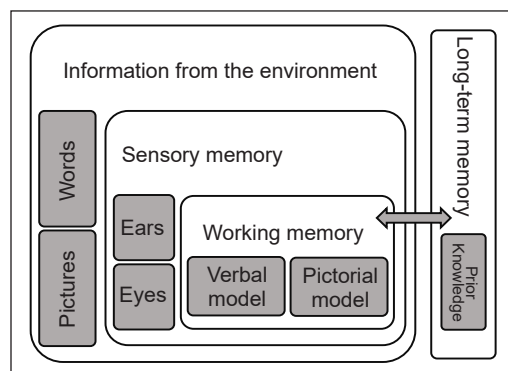 Information from the environment
Words
Pictures
Sensory memory
Ears
Eyes
Working memory
Verbal
model
Pictorial
model
Long-term memory
Prior
Knowledge